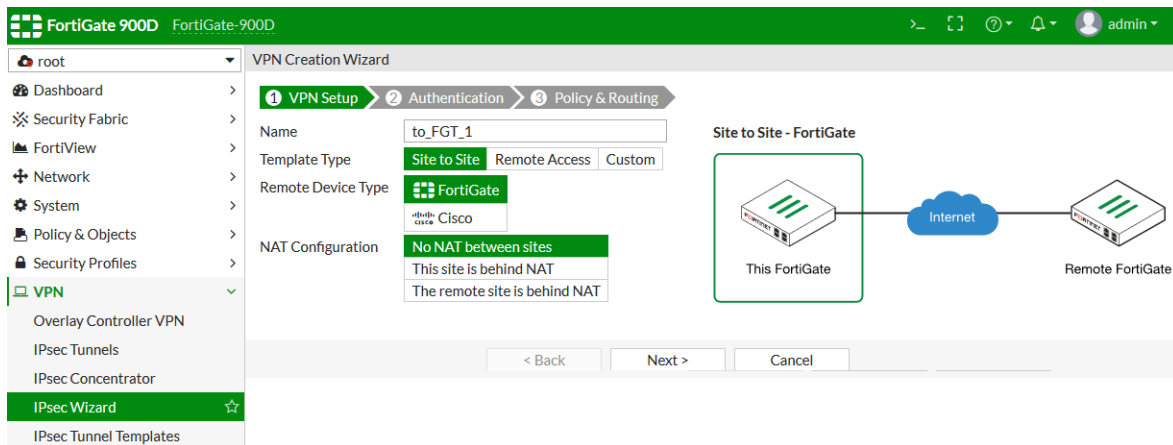 FortiGate 900D FortiGate-900D
>_ admin
root
VPN Creation Wizard
Dashboard
Security Fabric
FortiView
Network
System
Policy & Objects
Security Profiles
VPN
Overlay Controller VPN
IPsec Tunnels
IPsec Concentrator
IPsec Wizard
IPsec Tunnel Templates
1 VPN Setup 2 Authentication 3 Policy & Routing
Name to_FGT_1
Template Type Site to Site Remote Access Custom
Remote Device Type FortiGate
CISCO Cisco
NAT Configuration No NAT between sites
This site is behind NAT
The remote site is behind NAT
Site to Site - FortiGate
FORTINET
Internet
FORTINET
This FortiGate
Remote FortiGate
< Back Next > Cancel